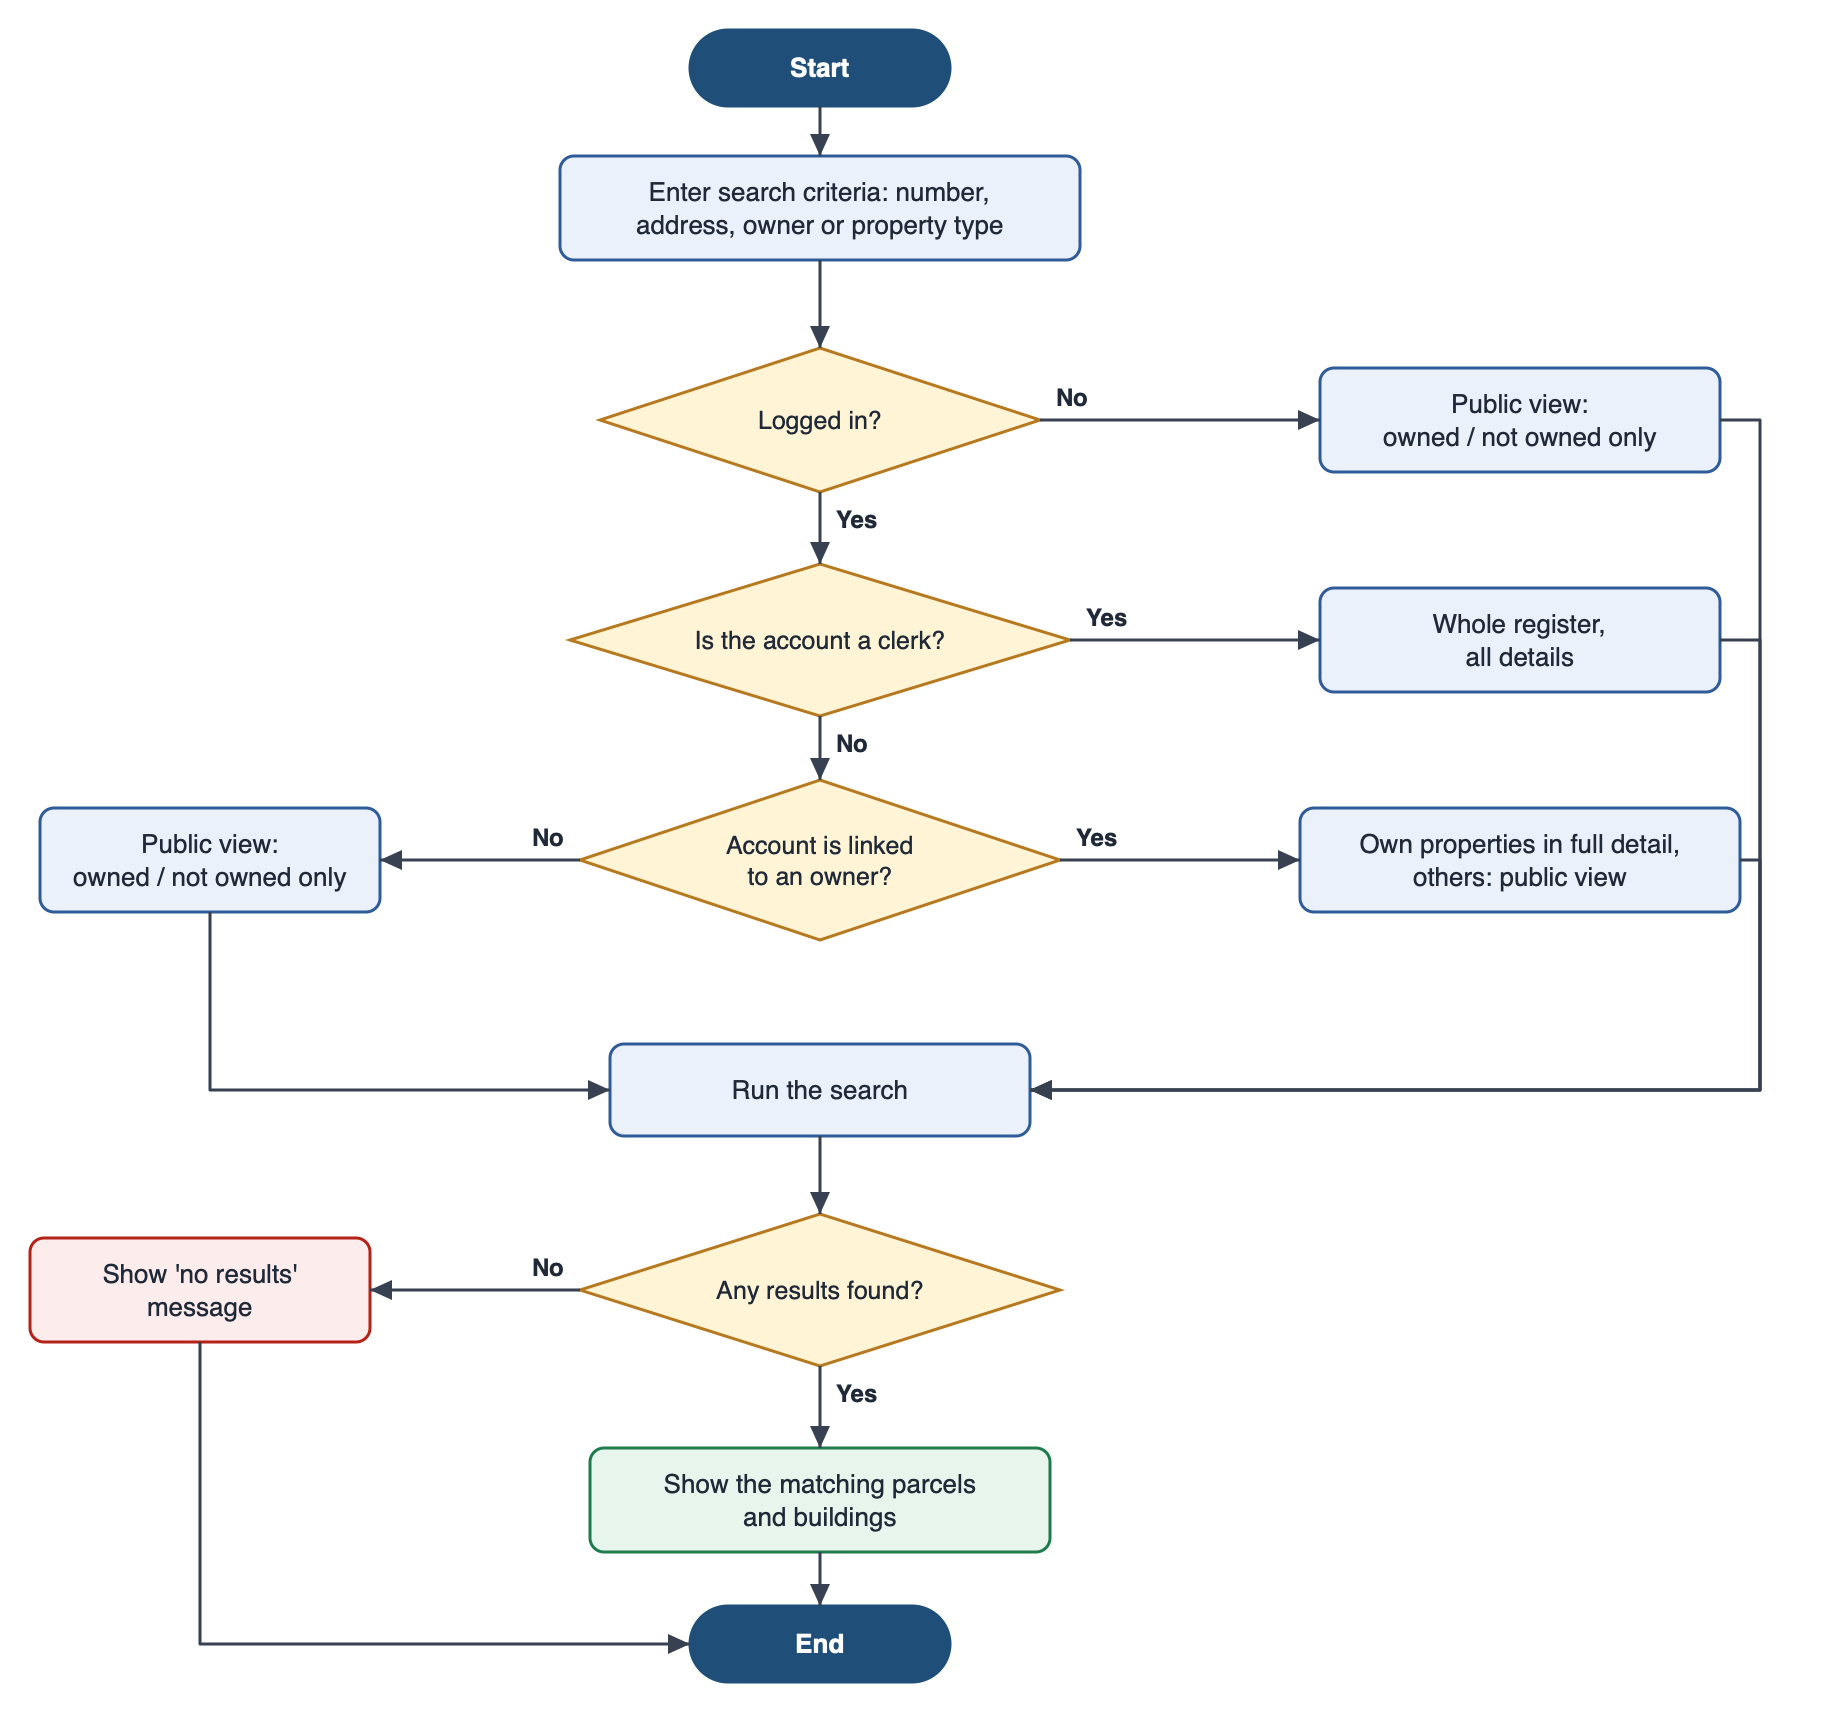 Start
Enter search criteria: number,
address, owner or property type
Logged in?
No
Public view:
owned / not owned only
Yes
Is the account a clerk?
Yes
Whole register,
all details
No
Public view:
owned / not owned only
No
Account is linked
to an owner?
Yes
Own properties in full detail,
others: public view
Run the search
Show 'no results'
message
No
Any results found?
Yes
Show the matching parcels
and buildings
End